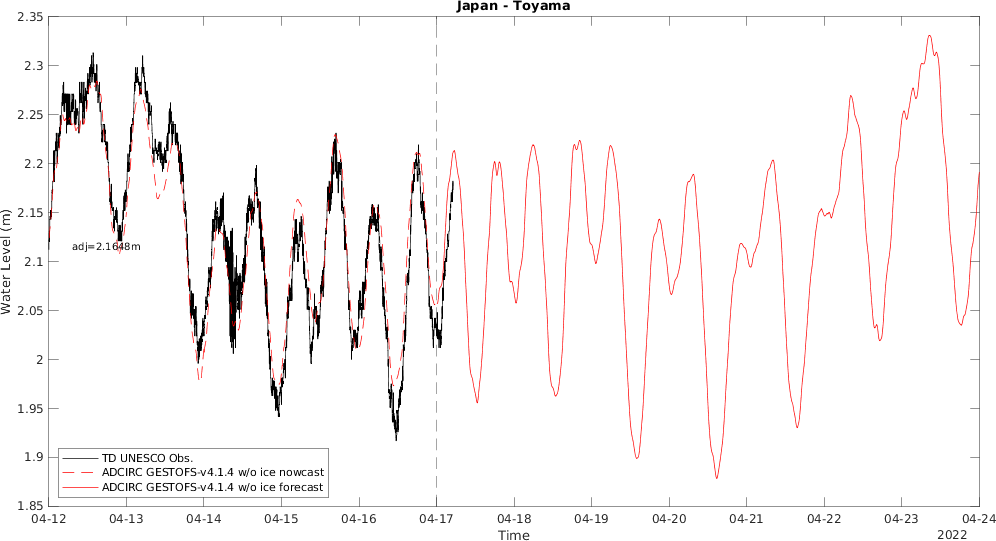 Japan - Toyama
2.35
2.3
2.25
2.2
2.15
2.1
2.05
2
1.95
1.9
1.85
Water Level (m)
adj=2.1648m
TD UNESCO Obs.
ADCIRC GESTOFS-v4.1.4 w/o ice nowcast
ADCIRC GESTOFS-v4.1.4 w/o ice forecast
04-12 04-13 04-14 04-15 04-16 04-17 04-18 04-19 04-20 04-21 04-22 04-23 04-24
Time
2022